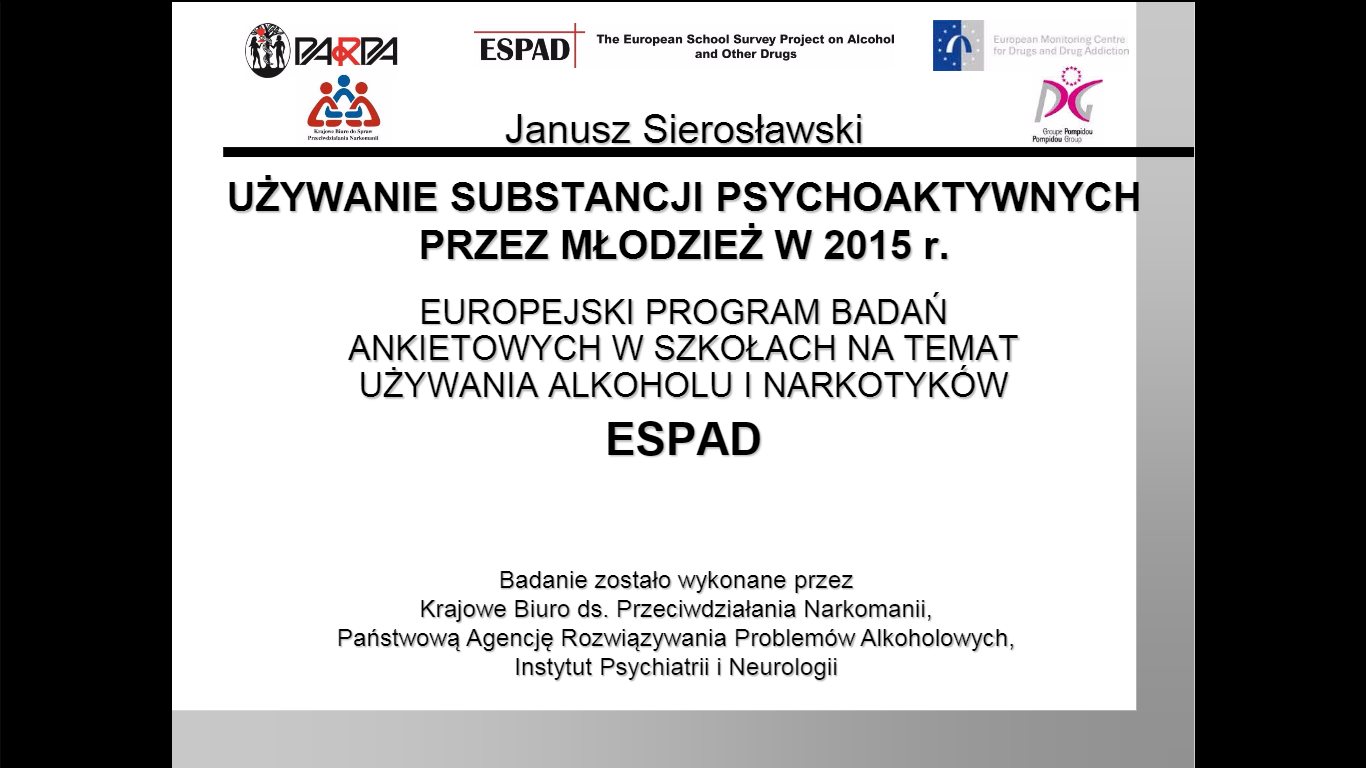 PARPA
ESPAD
The European School Survey Project on Alcohol
and Other Drugs
European Monitoring Centre
for Drugs and Drug Addiction
Krajowe Biuro do Spraw
Przeciwdziałania Narkomanii
Groupe Pompidou
Pompidou Group
Janusz Sierosławski
UŻYWANIE SUBSTANCJI PSYCHOAKTYWNYCH
PRZEZ MŁODZIEŻ W 2015 r.
EUROPEJSKI PROGRAM BADAŃ
ANKIETOWYCH W SZKOŁACH NA TEMAT
UŻYWANIA ALKOHOLU I NARKOTYKÓW
ESPAD
Badanie zostało wykonane przez
Krajowe Biuro ds. Przeciwdziałania Narkomanii,
Państwową Agencję Rozwiązywania Problemów Alkoholowych,
Instytut Psychiatrii i Neurologii